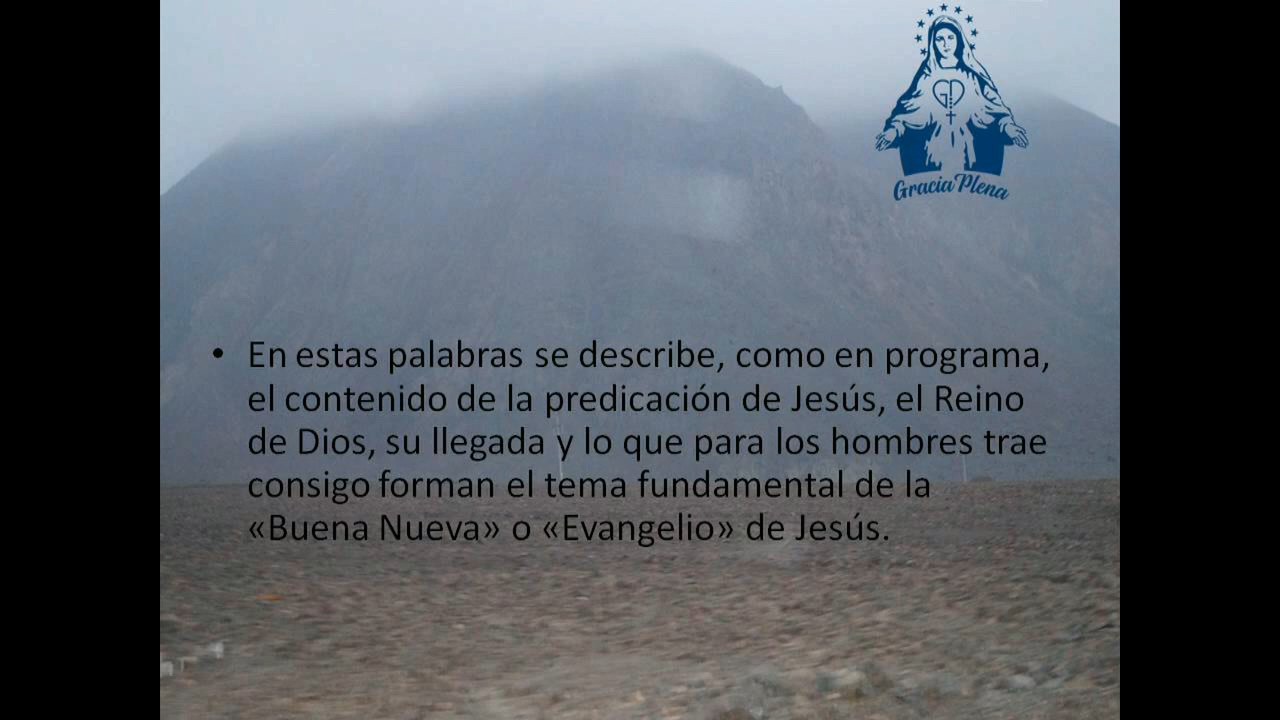 GP
Gracia Plena
• En estas palabras se describe, como en programa,
el contenido de la predicación de Jesús, el Reino
de Dios, su llegada y lo que para los hombres trae
consigo forman el tema fundamental de la
«Buena Nueva» o «Evangelio» de Jesús.